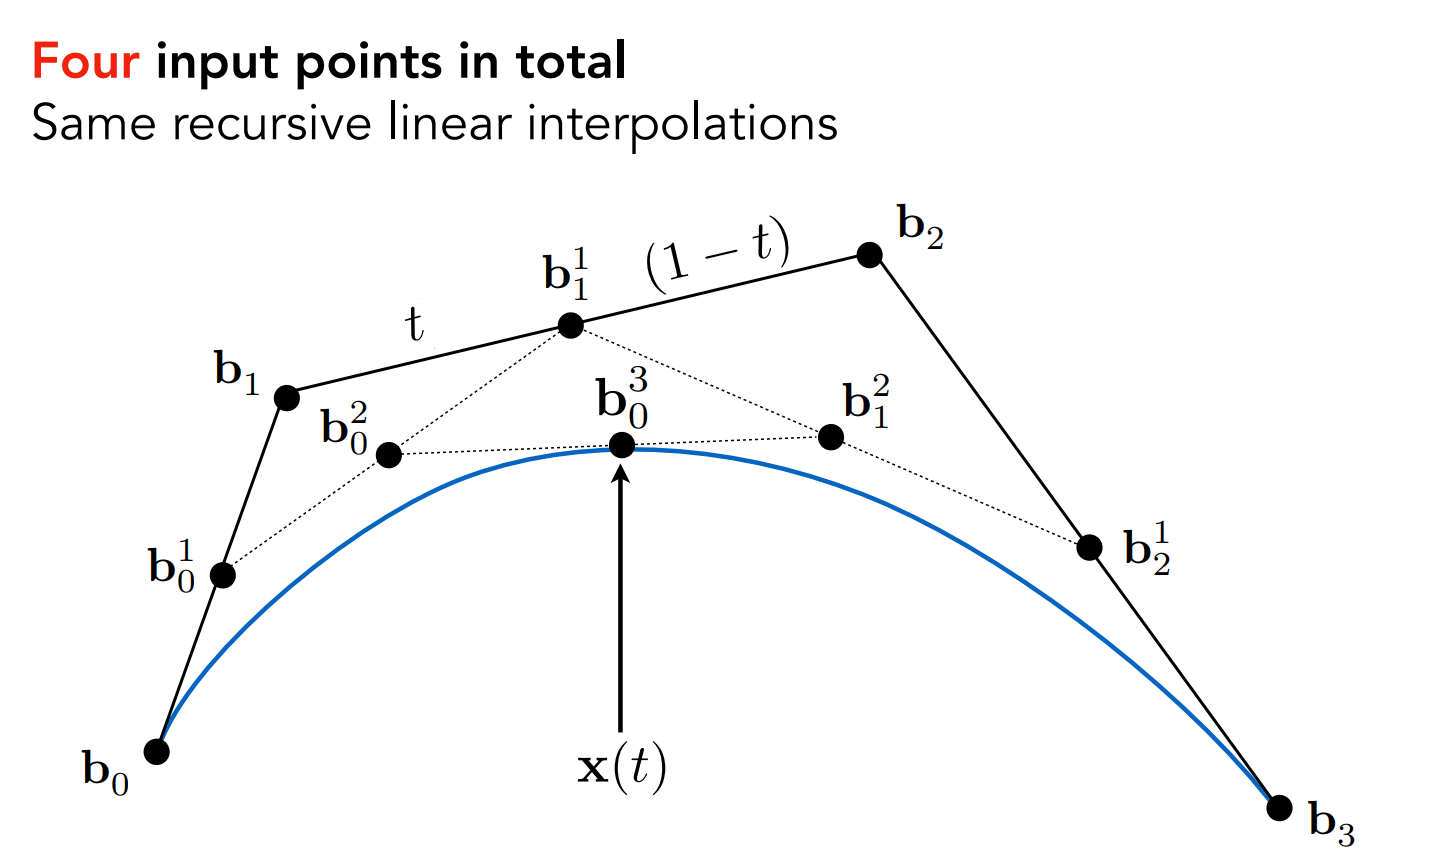 Four input points in total
Same recursive linear interpolations
b₂
(1 − t)
b₁¹
t
b₁
b₀³
b₁²
b₀²
b₂¹
b₀¹
x(t)
b₀
b₃